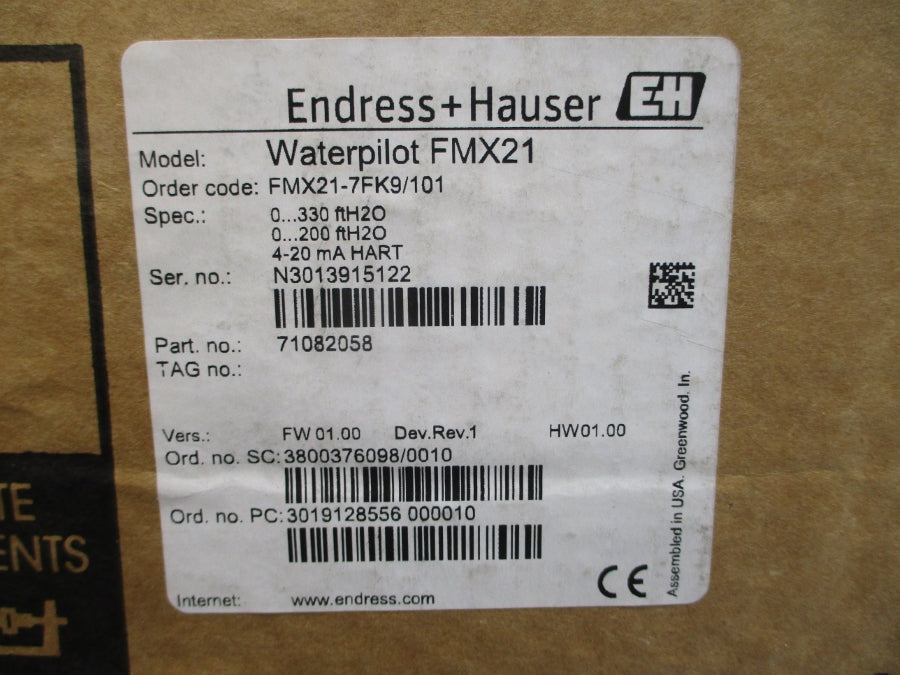 Endress+Hauser EH
Model: Waterpilot FMX21
Order code: FMX21-7FK9/101
Spec.: 0...330 ftH2O
0...200 ftH2O
4-20 mA HART
Ser. no.: N3013915122
Part. no.: 71082058
TAG no.:
Vers.: FW 01.00 Dev.Rev.1 HW01.00
Ord. no. SC: 3800376098/0010
Ord. no. PC: 3019128556 000010
Internet: www.endress.com
CE
Assembled in USA. Greenwood. In.
TE
ENTS